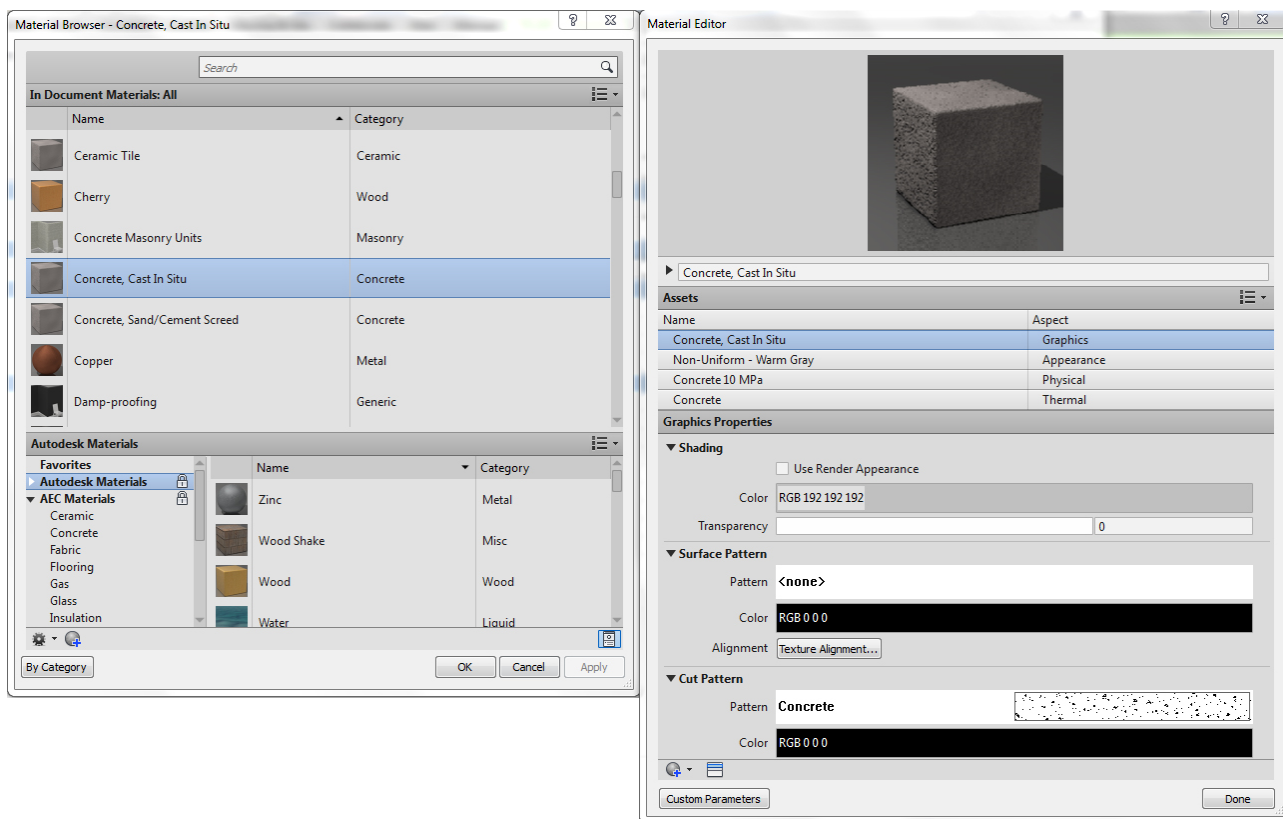 Material Browser - Concrete, Cast In Situ
?
Search
In Document Materials: All
Name Category
Ceramic Tile Ceramic
Cherry Wood
Concrete Masonry Units Masonry
Concrete, Cast In Situ Concrete
Concrete, Sand/Cement Screed Concrete
Copper Metal
Damp-proofing Generic
Autodesk Materials
Favorites
Autodesk Materials
AEC Materials
Ceramic
Concrete
Fabric
Flooring
Gas
Glass
Insulation
Name Category
Zinc Metal
Wood Shake Misc
Wood Wood
Water Liquid
By Category OK Cancel Apply
Material Editor
?
Concrete, Cast In Situ
Assets
Name Aspect
Concrete, Cast In Situ Graphics
Non-Uniform - Warm Gray Appearance
Concrete 10 MPa Physical
Concrete Thermal
Graphics Properties
Shading
Use Render Appearance
Color RGB 192 192 192
Transparency 0
Surface Pattern
Pattern <none>
Color RGB 0 0 0
Alignment Texture Alignment...
Cut Pattern
Pattern Concrete
Color RGB 0 0 0
Custom Parameters Done